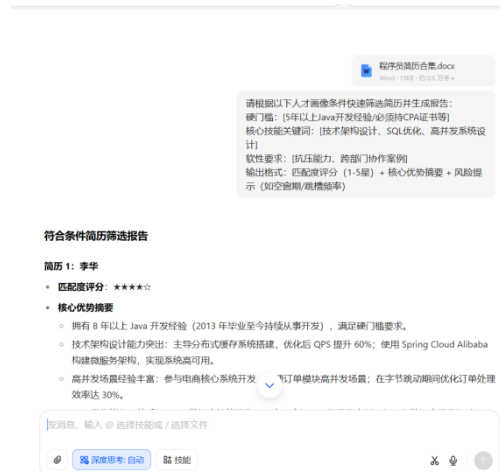 程序员简历合集.docx
Word · 13KB · 约 0.6 万字
请根据以下人才画像条件快速筛选简历并生成报告：
硬门槛：[5年以上Java开发经验/必须持CPA证书等]
核心技能关键词：[技术架构设计、SQL优化、高并发系统设
计]
软性要求：[抗压能力、跨部门协作案例]
输出格式：匹配度评分（1-5星）+ 核心优势摘要 + 风险提
示（如空窗期/跳槽频率）
符合条件简历筛选报告
简历 1：李华
匹配度评分：★★★★☆
核心优势摘要
拥有 8 年以上 Java 开发经验（2013 年毕业至今持续从事开发），满足硬门槛要求。
技术架构设计能力突出：主导分布式缓存系统搭建，优化后 QPS 提升 60%；使用 Spring Cloud Alibaba
构建微服务架构，实现系统高可用。
高并发场景经验丰富：参与电商核心系统开发 订单模块高并发场景；在字节跳动期间优化订单处理
效率达 30%。
发消息、输入 @ 选择技能或 / 选择文件
深度思考: 自动 技能